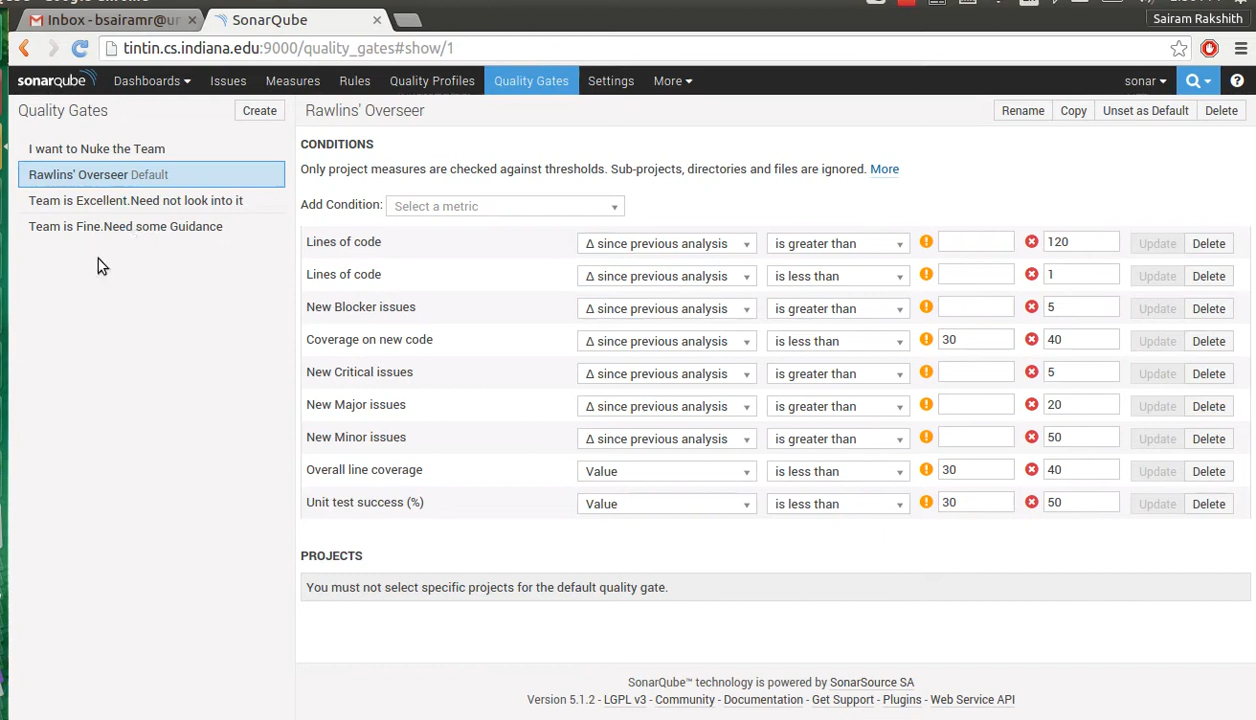 Inbox - bsairamr@u
SonarQube
Sairam Rakshith
tintin.cs.indiana.edu:9000/quality_gates#show/1
sonarqube Dashboards Issues Measures Rules Quality Profiles Quality Gates Settings More sonar
Quality Gates Create Rawlins' Overseer Rename Copy Unset as Default Delete
I want to Nuke the Team
Rawlins' Overseer Default
Team is Excellent.Need not look into it
Team is Fine.Need some Guidance
CONDITIONS
Only project measures are checked against thresholds. Sub-projects, directories and files are ignored. More
Add Condition: Select a metric
Lines of code Δ since previous analysis is greater than 120 Update Delete
Lines of code Δ since previous analysis is less than 1 Update Delete
New Blocker issues Δ since previous analysis is greater than 5 Update Delete
Coverage on new code Δ since previous analysis is less than 30 40 Update Delete
New Critical issues Δ since previous analysis is greater than 5 Update Delete
New Major issues Δ since previous analysis is greater than 20 Update Delete
New Minor issues Δ since previous analysis is greater than 50 Update Delete
Overall line coverage Value is less than 30 40 Update Delete
Unit test success (%) Value is less than 30 50 Update Delete
PROJECTS
You must not select specific projects for the default quality gate.
SonarQube™ technology is powered by SonarSource SA
Version 5.1.2 - LGPL v3 - Community - Documentation - Get Support - Plugins - Web Service API